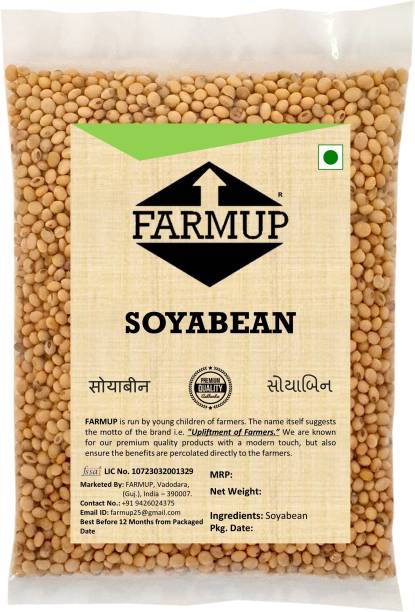 FARMUP
®
SOYABEAN
सोयाबीन
PREMIUM
QUALITY
સોયાબિન
FARMUP is run by young children of farmers. The name itself suggests
the motto of the brand i.e. "Upliftment of Farmers." We are known
for our premium quality products with a modern touch, but also
ensure the benefits are percolated directly to the farmers.
fssai LIC No. 10723032001329
Marketed By: FARMUP, Vadodara,
(Guj.), India – 390007.
Contact No.: +91 9426024375
Email ID: farmup25@gmail.com
Best Before 12 Months from Packaged
Date
MRP:
Net Weight:
Ingredients: Soyabean
Pkg. Date: